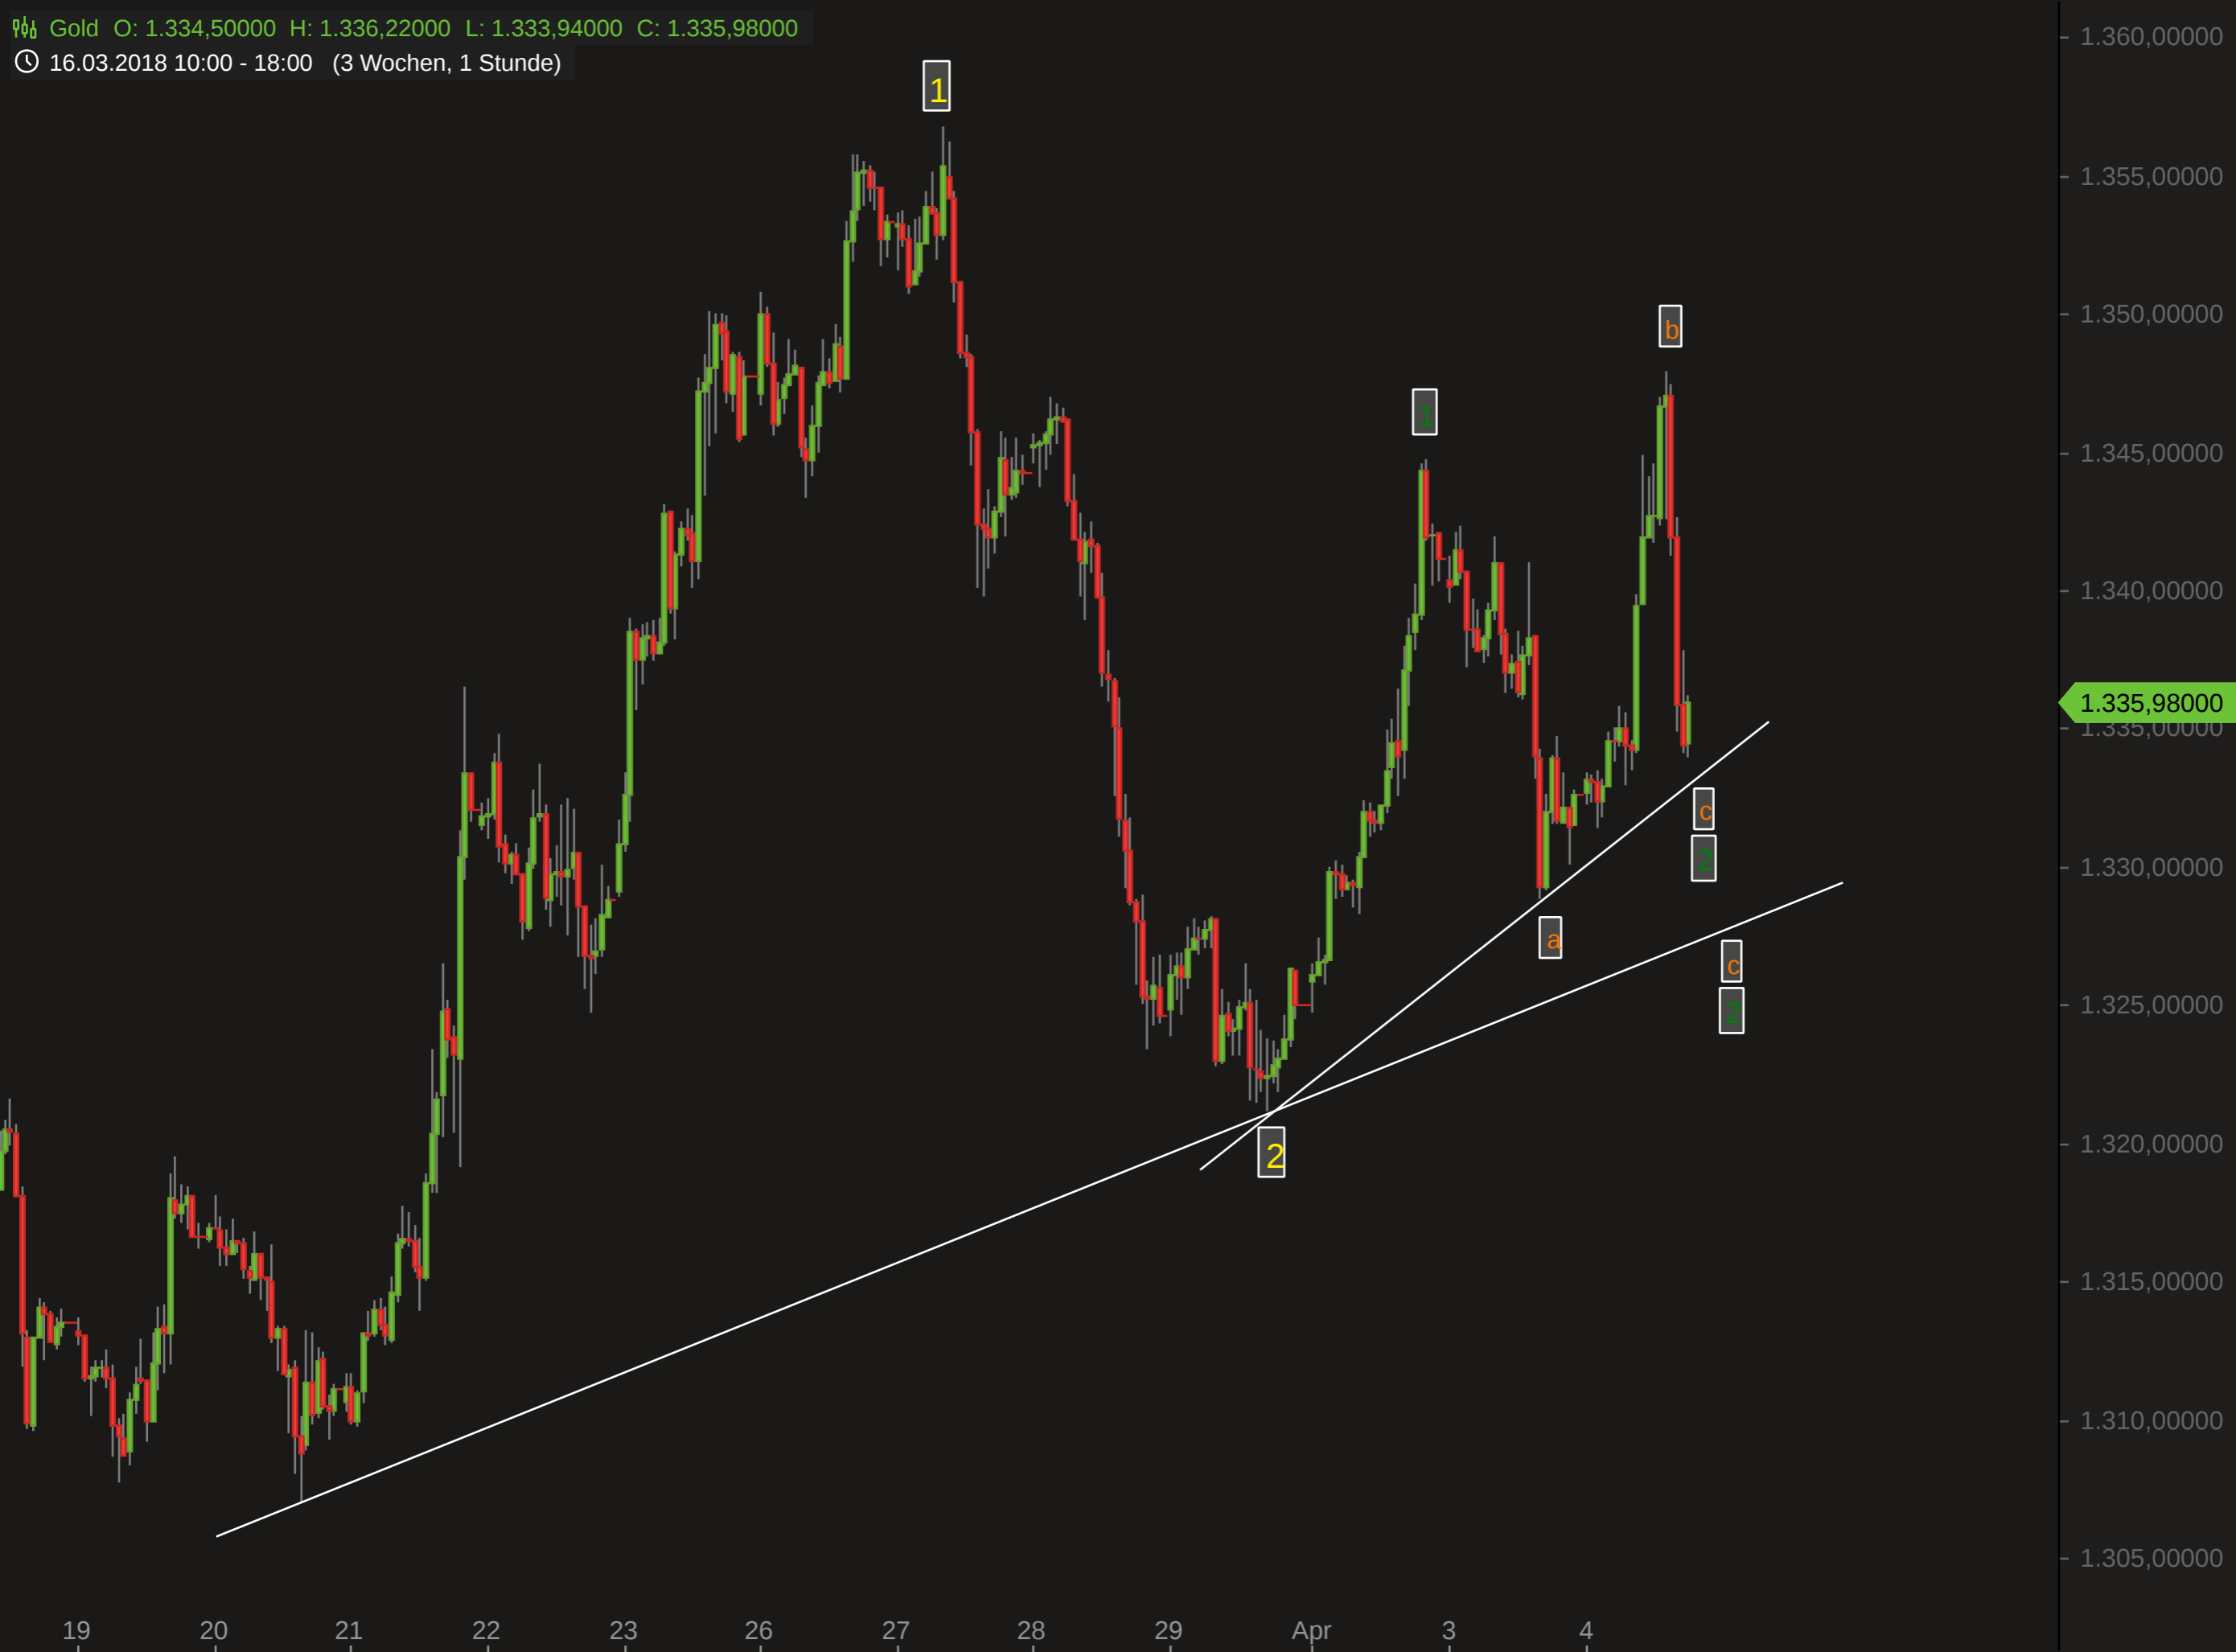 Gold O: 1.334,50000 H: 1.336,22000 L: 1.333,94000 C: 1.335,98000
16.03.2018 10:00 - 18:00 (3 Wochen, 1 Stunde)
1.360,00000
1
1.355,00000
1.350,00000
b
1
1.345,00000
1.340,00000
1.335,98000
1.335,00000
c
2
1.330,00000
a
c
2
1.325,00000
2
1.320,00000
1.315,00000
1.310,00000
1.305,00000
19 20 21 22 23 26 27 28 29 Apr 3 4